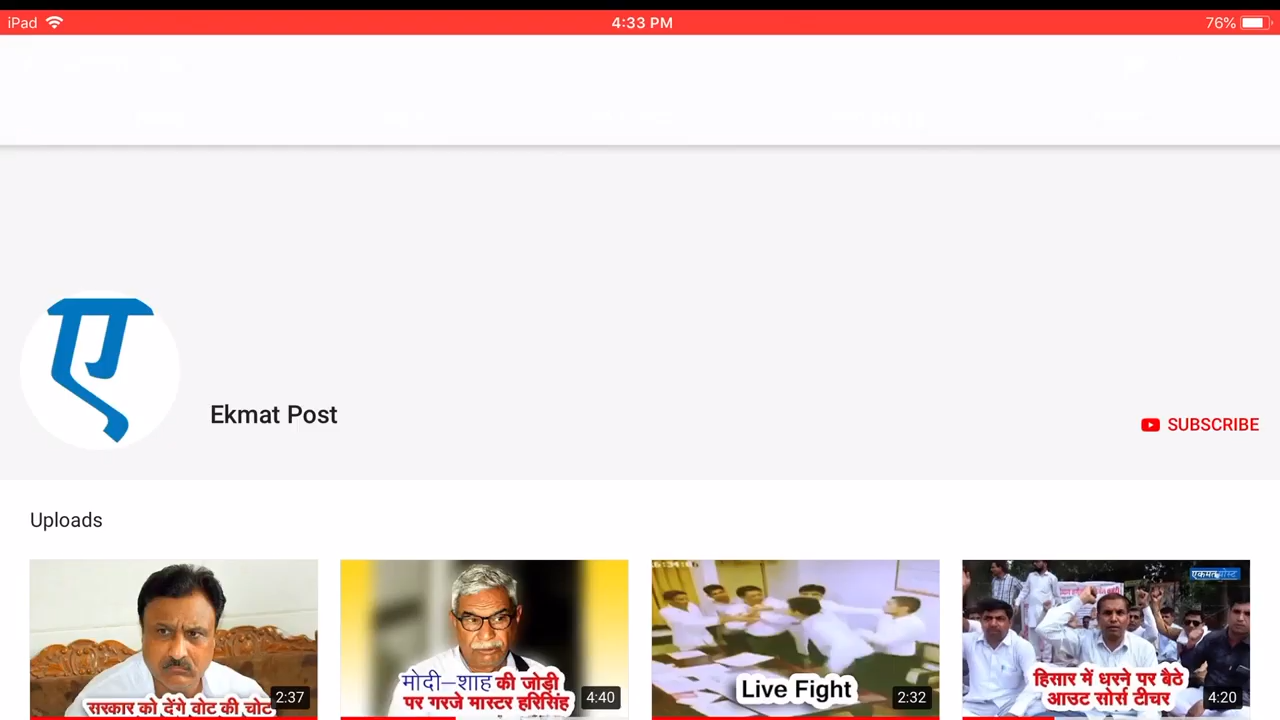 iPad
4:33 PM
76%
ए
Ekmat Post
SUBSCRIBE
Uploads
सरकार को देंगे वोट की चोट
2:37
मोदी–शाह की जोड़ी
पर गरजे मास्टर हरिसिंह
4:40
Live Fight
2:32
एकमत पोस्ट
हिसार में धरने पर बैठे
आउट सोर्स टीचर
4:20